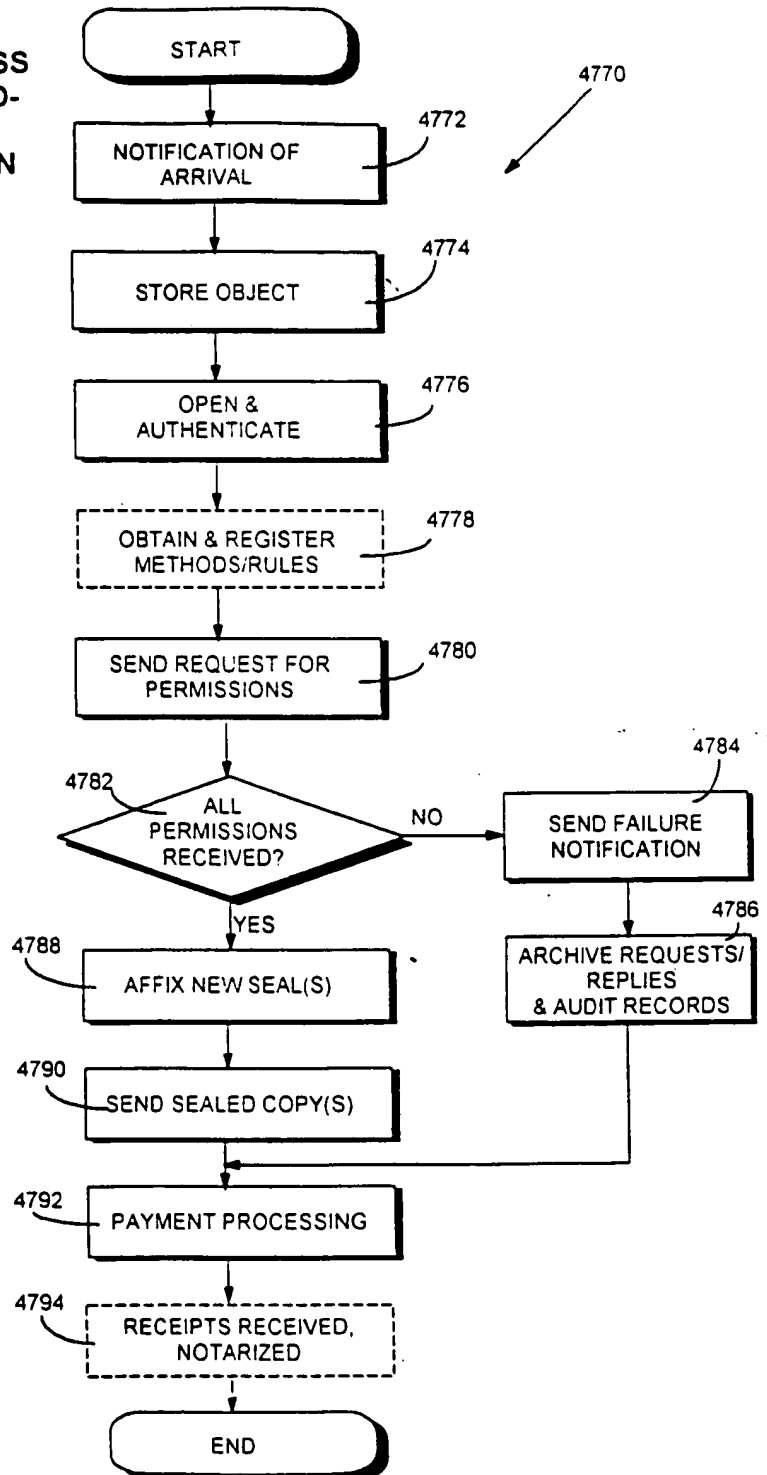 START
4770
4772
NOTIFICATION OF
ARRIVAL
4774
STORE OBJECT
4776
OPEN &
AUTHENTICATE
4778
OBTAIN & REGISTER
METHODS/RULES
4780
SEND REQUEST FOR
PERMISSIONS
4782
ALL
PERMISSIONS
RECEIVED?
NO
4784
SEND FAILURE
NOTIFICATION
4786
ARCHIVE REQUESTS/
REPLIES
& AUDIT RECORDS
YES
4788
AFFIX NEW SEAL(S)
4790
SEND SEALED COPY(S)
4792
PAYMENT PROCESSING
4794
RECEIPTS RECEIVED,
NOTARIZED
END